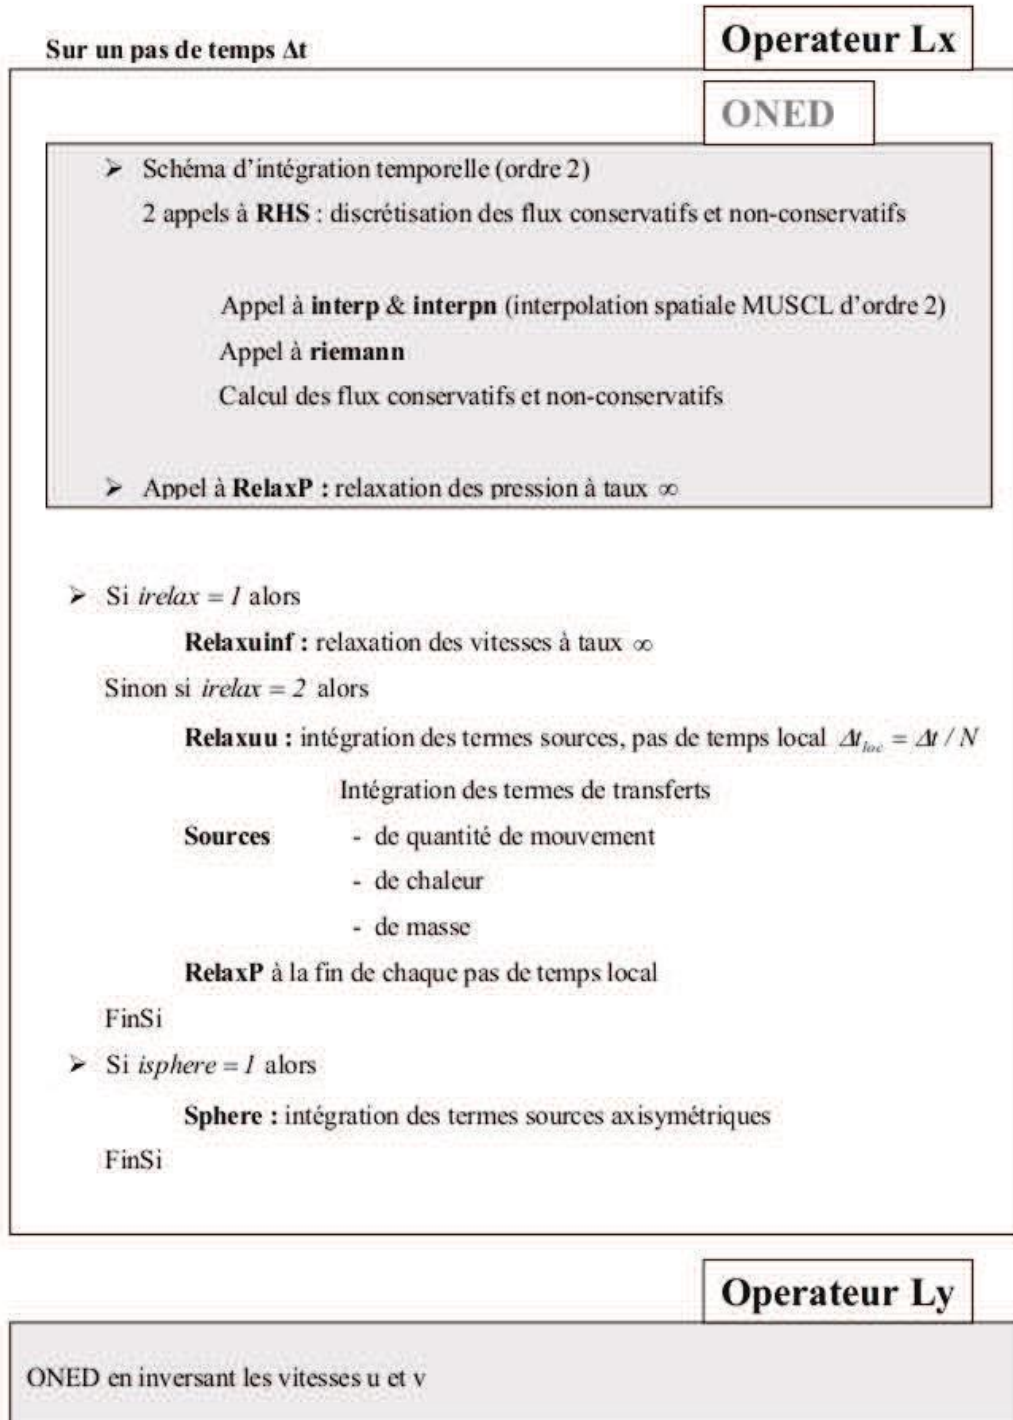 Sur un pas de temps Δt
Operateur Lx
ONED
➢ Schéma d'intégration temporelle (ordre 2)
2 appels à RHS : discrétisation des flux conservatifs et non-conservatifs
Appel à interp & interpn (interpolation spatiale MUSCL d'ordre 2)
Appel à riemann
Calcul des flux conservatifs et non-conservatifs
➢ Appel à RelaxP : relaxation des pression à taux ∞
➢ Si irelax = 1 alors
Relaxuinf : relaxation des vitesses à taux ∞
Sinon si irelax = 2 alors
Relaxuu : intégration des termes sources, pas de temps local Δt_loc = Δt / N
Intégration des termes de transferts
Sources - de quantité de mouvement
- de chaleur
- de masse
RelaxP à la fin de chaque pas de temps local
FinSi
➢ Si isphere = 1 alors
Sphere : intégration des termes sources axisymétriques
FinSi
Operateur Ly
ONED en inversant les vitesses u et v